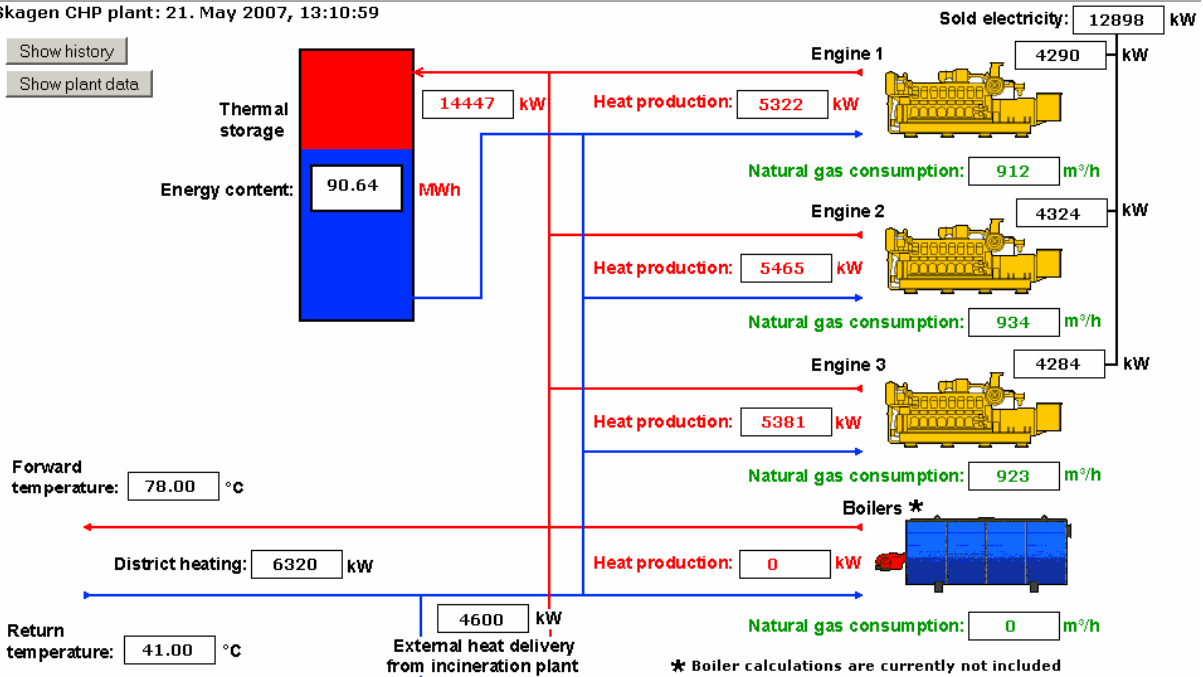 Skagen CHP plant: 21. May 2007, 13:10:59
Sold electricity: 12898 kW
Show history
Show plant data
Engine 1
4290 kW
Thermal
storage
14447 kW
Heat production: 5322 kW
Natural gas consumption: 912 m³/h
Energy content: 90.64 MWh
Engine 2
4324 kW
Heat production: 5465 kW
Natural gas consumption: 934 m³/h
Engine 3
4284 kW
Heat production: 5381 kW
Natural gas consumption: 923 m³/h
Forward
temperature: 78.00 °C
Boilers *
District heating: 6320 kW
Heat production: 0 kW
4600 kW
External heat delivery
from incineration plant
Natural gas consumption: 0 m³/h
Return
temperature: 41.00 °C
* Boiler calculations are currently not included